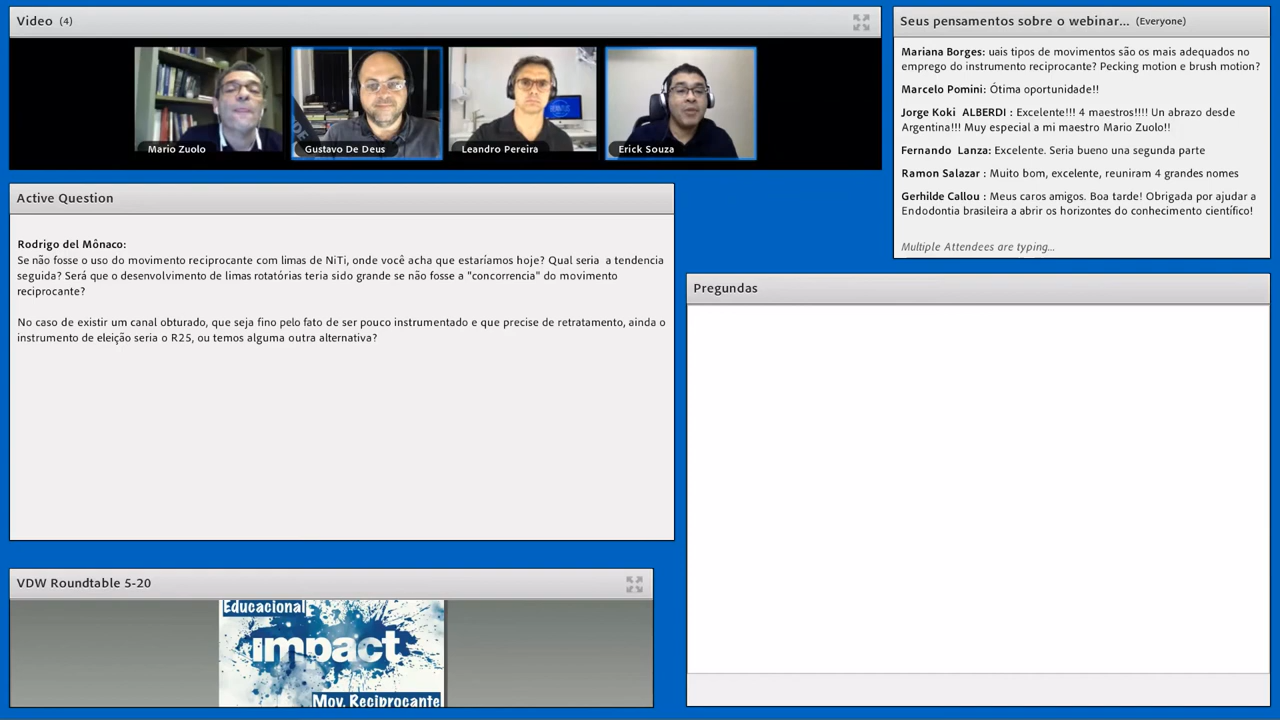 Video (4)
Mario Zuolo
Gustavo De Deus
Leandro Pereira
Erick Souza
Seus pensamentos sobre o webinar... (Everyone)
Mariana Borges: uais tipos de movimentos são os mais adequados no
emprego do instrumento reciprocante? Pecking motion e brush motion?
Marcelo Pomini: Ótima oportunidade!!
Jorge Koki ALBERDI : Excelente!!! 4 maestros!!!! Un abrazo desde
Argentina!!! Muy especial a mi maestro Mario Zuolo!!
Fernando Lanza: Excelente. Seria bueno una segunda parte
Ramon Salazar : Muito bom, excelente, reuniram 4 grandes nomes
Gerhilde Callou : Meus caros amigos. Boa tarde! Obrigada por ajudar a
Endodontia brasileira a abrir os horizontes do conhecimento científico!
Multiple Attendees are typing...
Active Question
Rodrigo del Mônaco:
Se não fosse o uso do movimento reciprocante com limas de NiTi, onde você acha que estaríamos hoje? Qual seria a tendencia
seguida? Será que o desenvolvimento de limas rotatórias teria sido grande se não fosse a "concorrencia" do movimento
reciprocante?
No caso de existir um canal obturado, que seja fino pelo fato de ser pouco instrumentado e que precise de retratamento, ainda o
instrumento de eleição seria o R25, ou temos alguma outra alternativa?
Pregundas
VDW Roundtable 5-20
Educacional
impact
Mov. Reciprocante